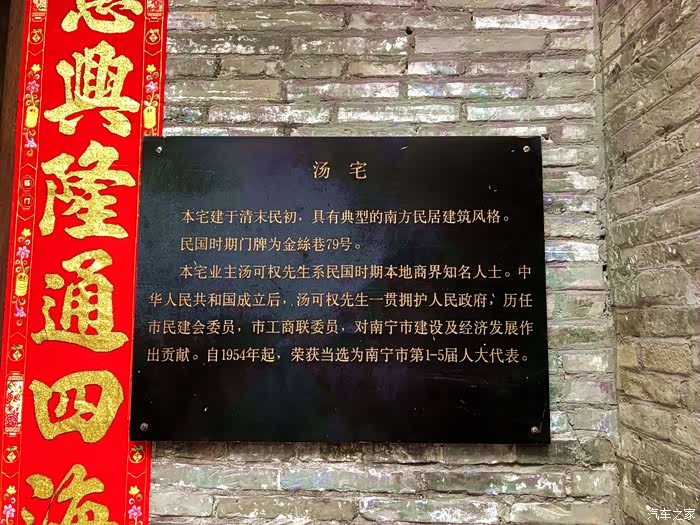 意興隆通四海
汤宅
本宅建于清末民初，具有典型的南方民居建筑风格。
民国时期门牌为金絲巷79号。
本宅业主汤可权先生系民国时期本地商界知名人士。中
华人民共和国成立后，汤可权先生一贯拥护人民政府，历任
市民建会委员，市工商联委员，对南宁市建设及经济发展作
出贡献。自1954年起，荣获当选为南宁市第1-5届人大代表。
汽车之家